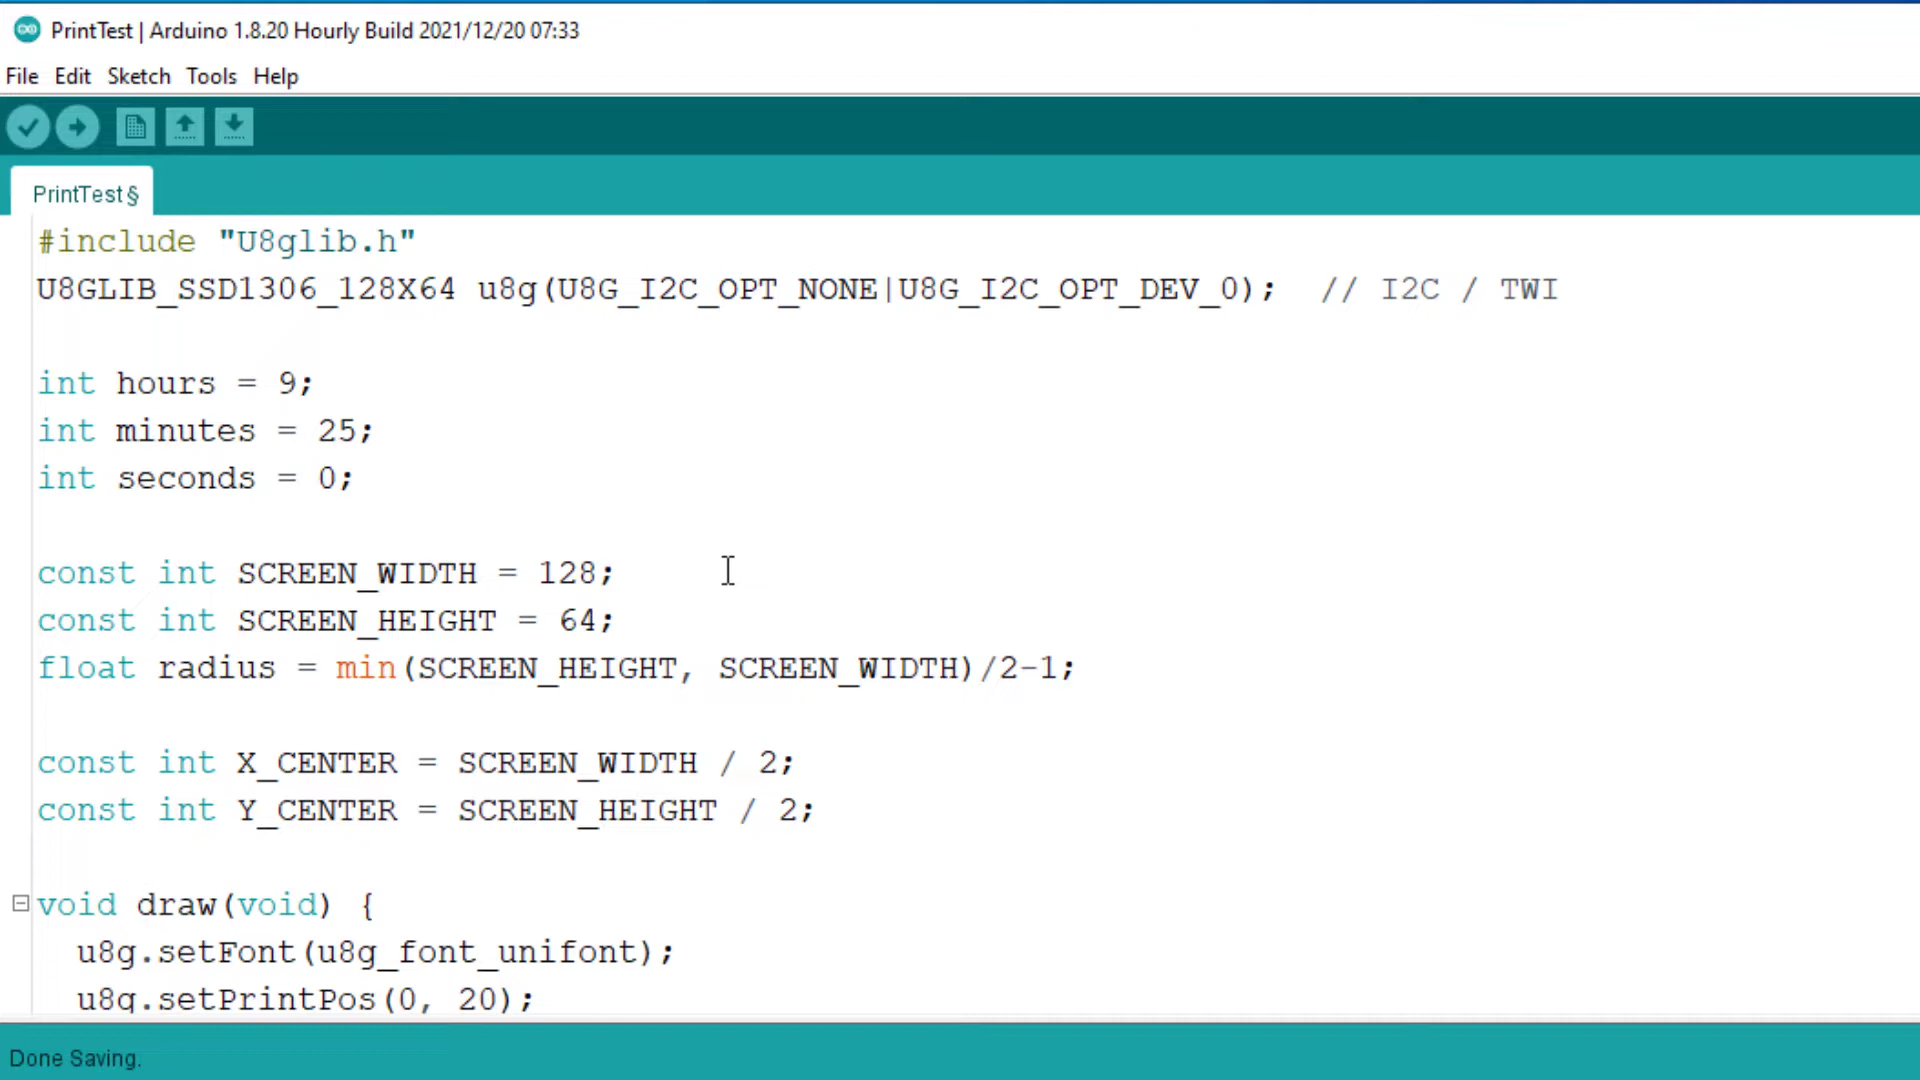 PrintTest | Arduino 1.8.20 Hourly Build 2021/12/20 07:33
File Edit Sketch Tools Help
PrintTest§
#include "U8glib.h"
U8GLIB_SSD1306_128X64 u8g(U8G_I2C_OPT_NONE|U8G_I2C_OPT_DEV_0);  // I2C / TWI
int hours = 9;
int minutes = 25;
int seconds = 0;
const int SCREEN_WIDTH = 128;
const int SCREEN_HEIGHT = 64;
float radius = min(SCREEN_HEIGHT, SCREEN_WIDTH)/2-1;
const int X_CENTER = SCREEN_WIDTH / 2;
const int Y_CENTER = SCREEN_HEIGHT / 2;
void draw(void) {
  u8g.setFont(u8g_font_unifont);
  u8g.setPrintPos(0, 20);
Done Saving.